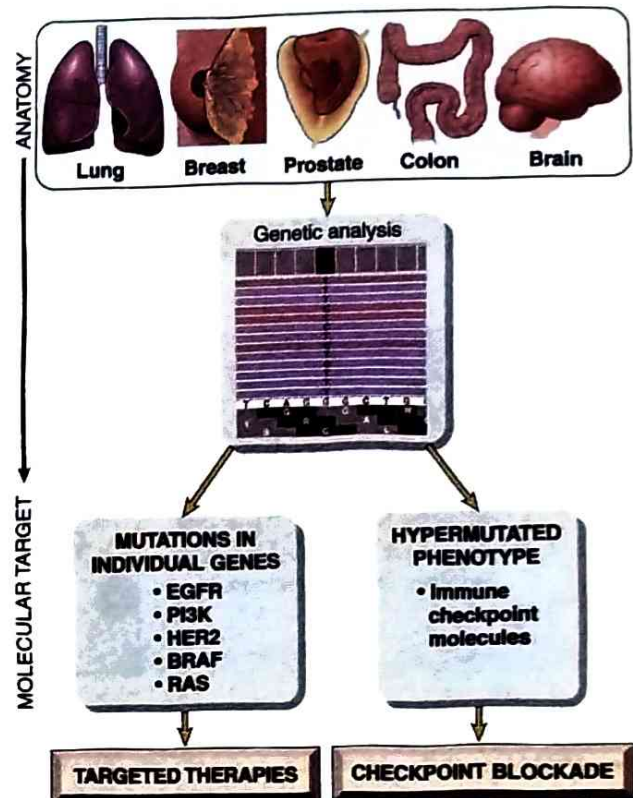 ANATOMY
Lung
Breast
Prostate
Colon
Brain
Genetic analysis
T C A G G G C T G
MOLECULAR TARGET
MUTATIONS IN
INDIVIDUAL GENES
• EGFR
• PI3K
• HER2
• BRAF
• RAS
HYPERMUTATED
PHENOTYPE
• Immune
checkpoint
molecules
TARGETED THERAPIES
CHECKPOINT BLOCKADE